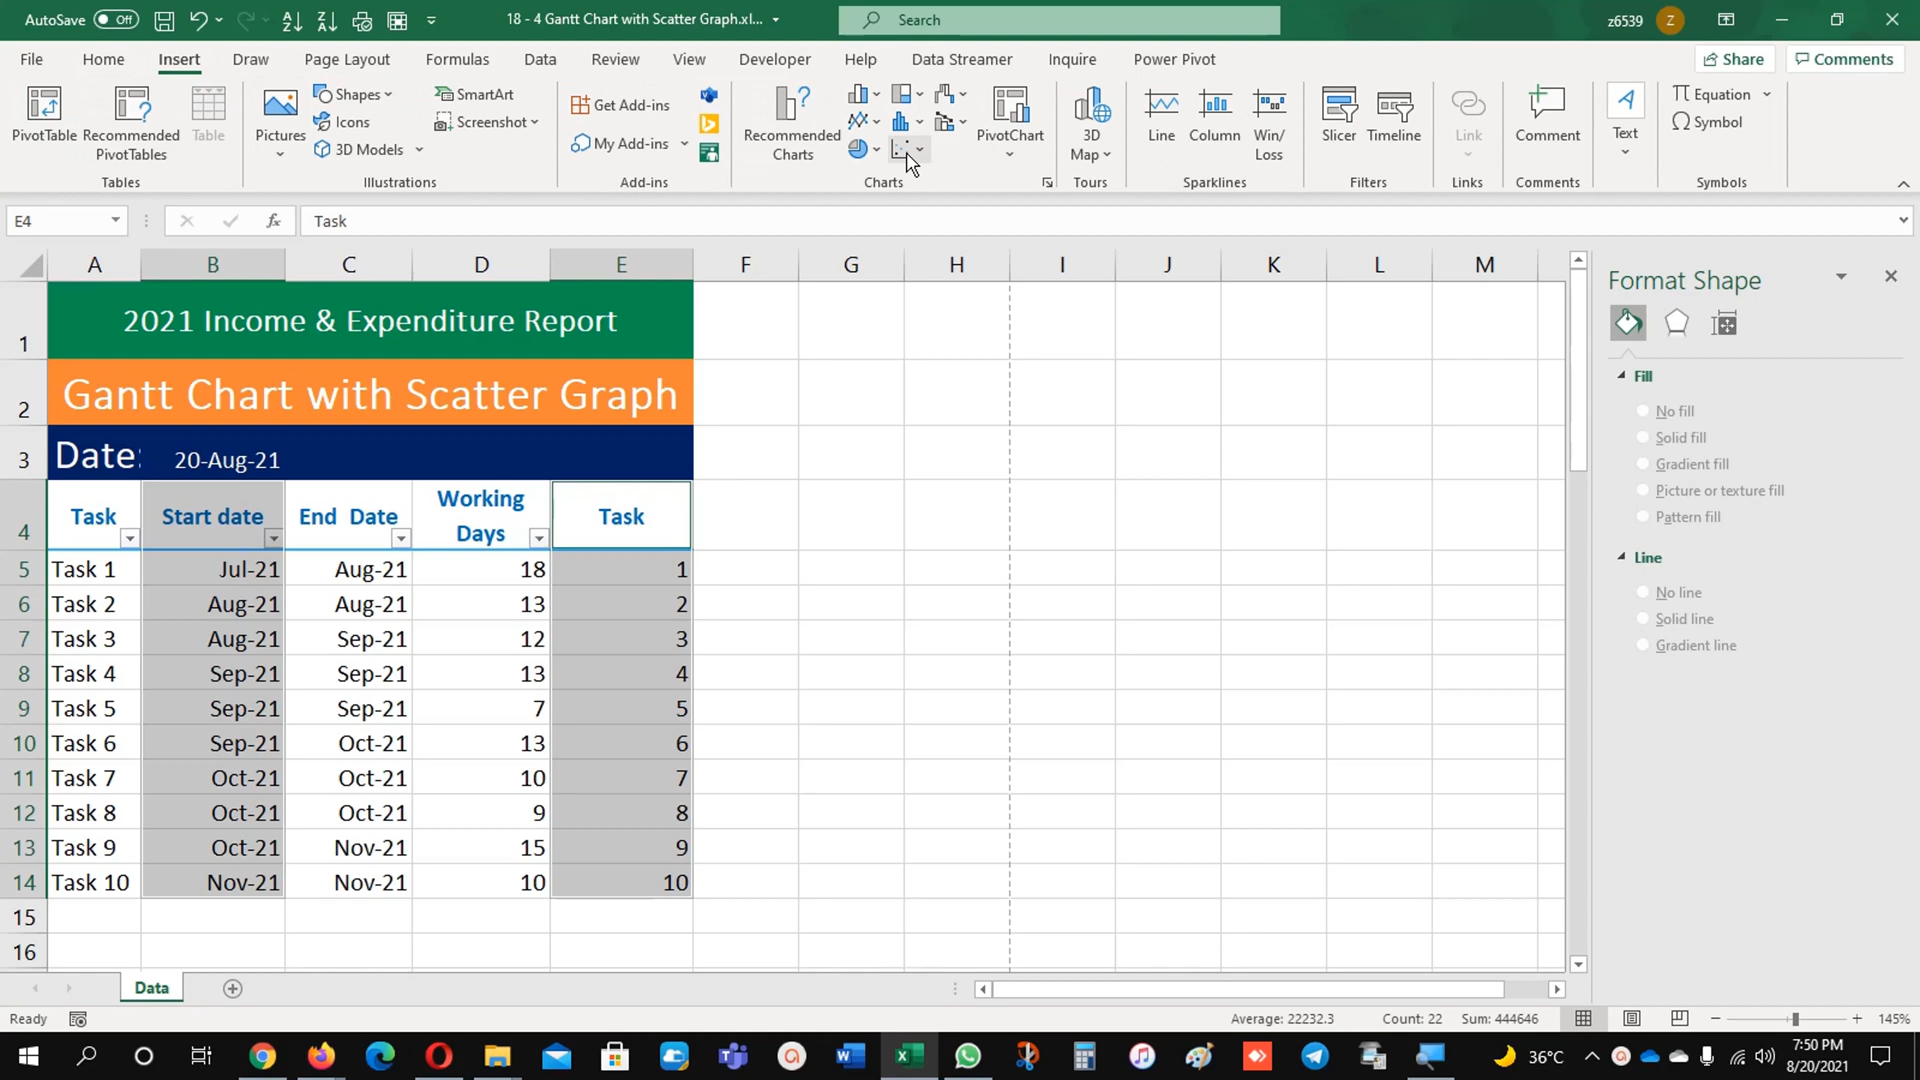 AutoSave Off 18 - 4 Gantt Chart with Scatter Graph.xl... Search z6539 Z
File Home Insert Draw Page Layout Formulas Data Review View Developer Help Data Streamer Inquire Power Pivot Share Comments
PivotTable Recommended PivotTables Table
Tables
Pictures Shapes Icons 3D Models SmartArt Screenshot
Illustrations
Get Add-ins
My Add-ins
Add-ins
Recommended Charts PivotChart
Charts
3D Map
Tours
Line Column Win/Loss
Sparklines
Slicer Timeline
Filters
Link
Links
Comment
Comments
Text
Equation
Symbol
Symbols
E4 fx Task
A B C D E F G H I J K L M
1 2021 Income & Expenditure Report
2 Gantt Chart with Scatter Graph
3 Date: 20-Aug-21
4 Task Start date End Date Working Days Task
5 Task 1 Jul-21 Aug-21 18 1
6 Task 2 Aug-21 Aug-21 13 2
7 Task 3 Aug-21 Sep-21 12 3
8 Task 4 Sep-21 Sep-21 13 4
9 Task 5 Sep-21 Sep-21 7 5
10 Task 6 Sep-21 Oct-21 13 6
11 Task 7 Oct-21 Oct-21 10 7
12 Task 8 Oct-21 Oct-21 9 8
13 Task 9 Oct-21 Nov-21 15 9
14 Task 10 Nov-21 Nov-21 10 10
15
16
Format Shape
Fill
No fill
Solid fill
Gradient fill
Picture or texture fill
Pattern fill
Line
No line
Solid line
Gradient line
Data
Ready Average: 22232.3 Count: 22 Sum: 444646 145%
36°C 7:50 PM
8/20/2021